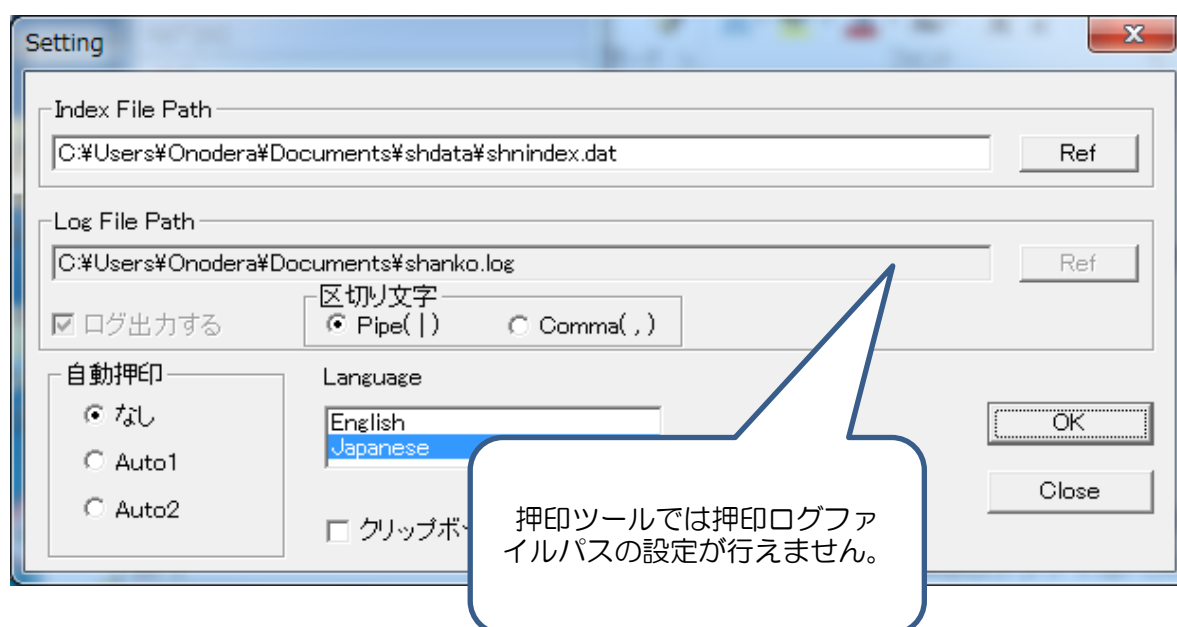 Setting
Index File Path
C:¥Users¥Onodera¥Documents¥shdata¥shnindex.dat
Ref
Log File Path
C:¥Users¥Onodera¥Documents¥shanko.log
Ref
ログ出力する
区切り文字
Pipe(|)
Comma(,)
自動押印
なし
Auto1
Auto2
Language
English
Japanese
OK
Close
クリップボ
押印ツールでは押印ログファ
イルパスの設定が行えません。